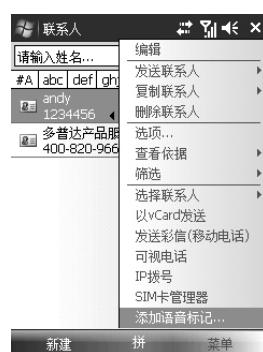 联系人
请输入姓名...
#A abc def gh
andy
1234456
多普达产品服
400-820-966
编辑
发送联系人
复制联系人
删除联系人
选项...
查看依据
筛选
选择联系人
以vCard发送
发送彩信(移动电话)
可视电话
IP拨号
SIM卡管理器
添加语音标记...
新建 拼 菜单